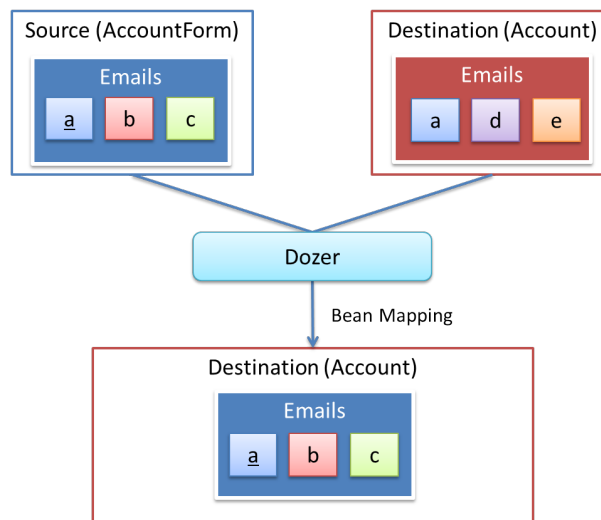 Source (AccountForm)
Emails
a b c
Destination (Account)
Emails
a d e
Dozer
Bean Mapping
Destination (Account)
Emails
a b c